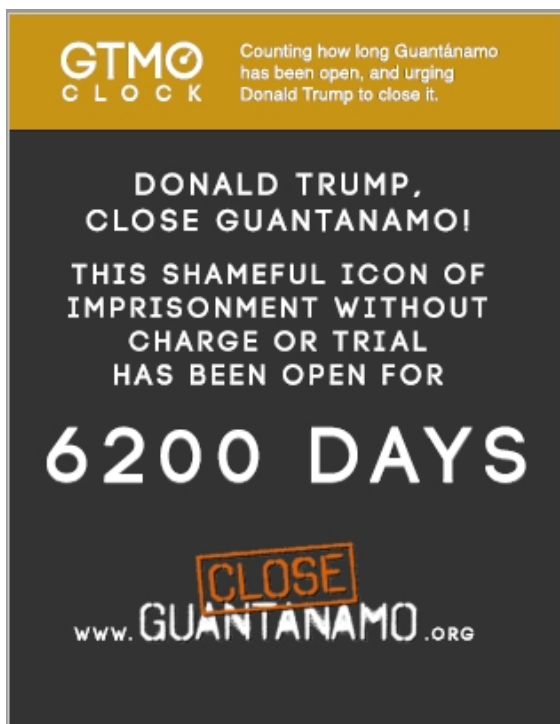 GTMO
CLOCK
Counting how long Guantánamo
has been open, and urging
Donald Trump to close it.
DONALD TRUMP,
CLOSE GUANTANAMO!
THIS SHAMEFUL ICON OF
IMPRISONMENT WITHOUT
CHARGE OR TRIAL
HAS BEEN OPEN FOR
6200 DAYS
CLOSE
WWW.GUANTANAMO.ORG